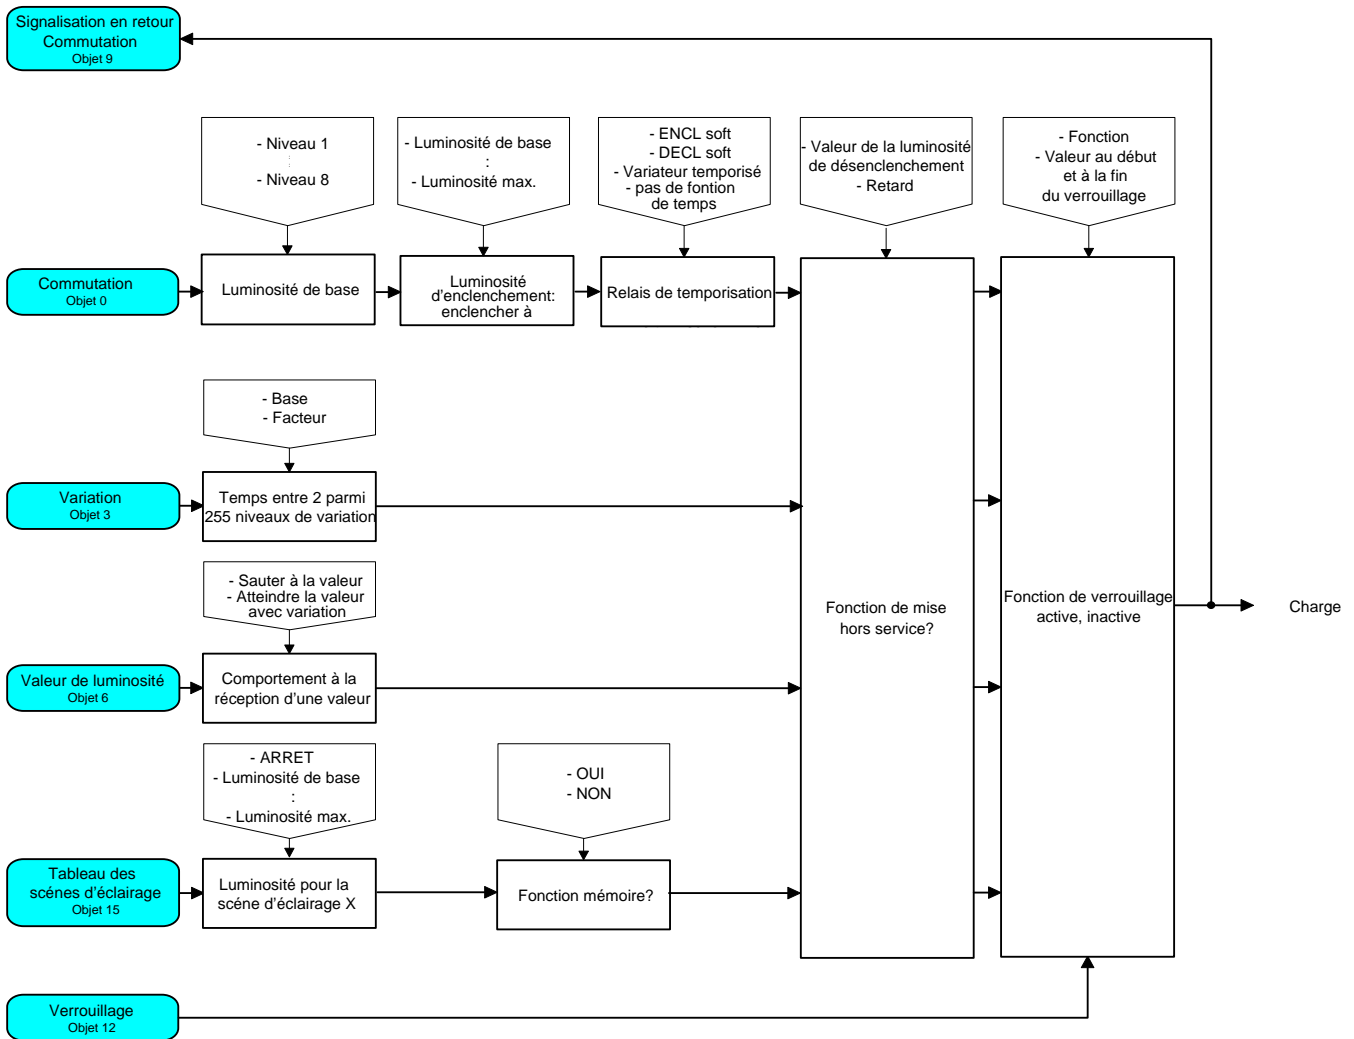 Signalisation en retour
Commutation
Objet 9
- Niveau 1
:
- Niveau 8
- Luminosité de base
:
- Luminosité max.
- ENCL soft
- DECL soft
- Variateur temporisé
- pas de fontion
de temps
- Valeur de la luminosité
de désenclenchement
- Retard
- Fonction
- Valeur au début
et à la fin
du verrouillage
Commutation
Objet 0
Luminosité de base
Luminosité
d'enclenchement:
enclencher à
Relais de temporisation
- Base
- Facteur
Variation
Objet 3
Temps entre 2 parmi
255 niveaux de variation
- Sauter à la valeur
- Atteindre la valeur
avec variation
Fonction de mise
hors service?
Fonction de verrouillage
active, inactive
Charge
Valeur de luminosité
Objet 6
Comportement à la
réception d'une valeur
- ARRET
- Luminosité de base
:
- Luminosité max.
- OUI
- NON
Tableau des
scénes d'éclairage
Objet 15
Luminosité pour la
scéne d'éclairage X
Fonction mémoire?
Verrouillage
Objet 12